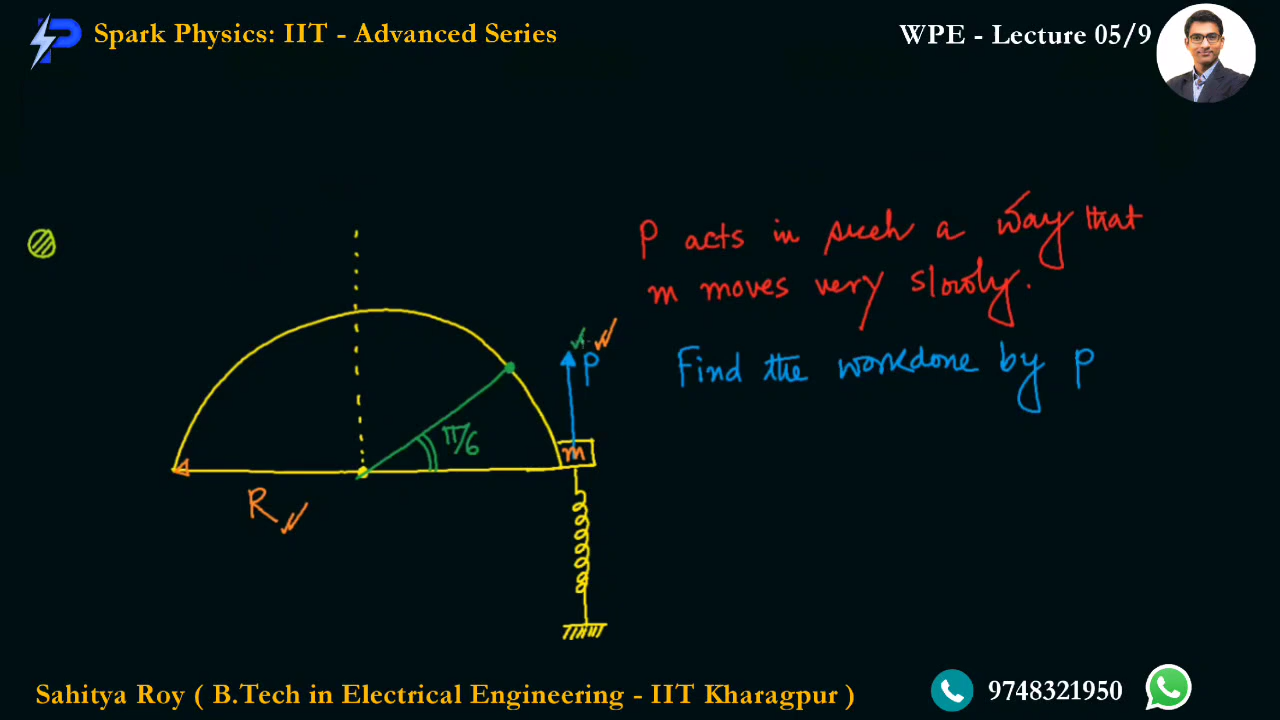 Spark Physics: IIT - Advanced Series
WPE - Lecture 05/9
P acts in such a way that
m moves very slowly.
Find the workdone by P
P
π/6
m
R
Sahitya Roy ( B.Tech in Electrical Engineering - IIT Kharagpur )
9748321950